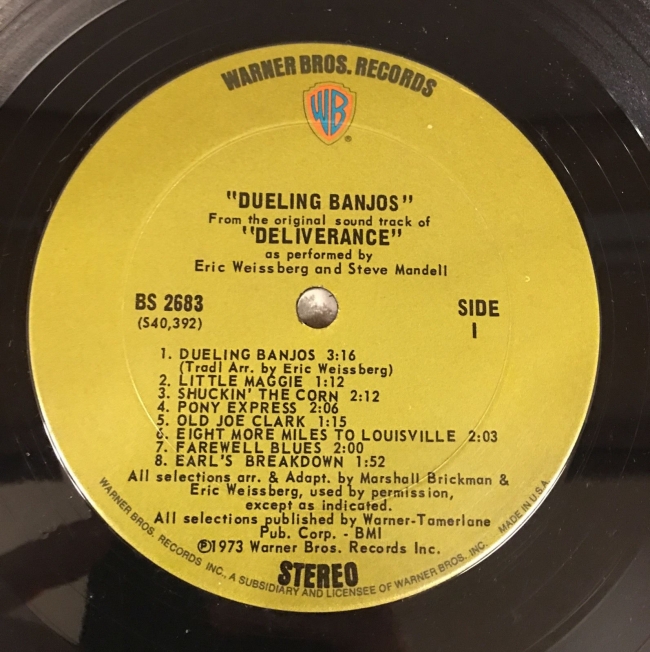 WARNER BROS. RECORDS
WB
®
"DUELING BANJOS"
From the original sound track of
"DELIVERANCE"
as performed by
Eric Weissberg and Steve Mandell
BS 2683
(S40,392)
SIDE
1
1. DUELING BANJOS 3:16
(Tradl Arr. by Eric Weissberg)
2. LITTLE MAGGIE 1:12
3. SHUCKIN' THE CORN 2:12
4. PONY EXPRESS 2:06
5. OLD JOE CLARK 1:15
6. EIGHT MORE MILES TO LOUISVILLE 2:03
7. FAREWELL BLUES 2:00
8. EARL'S BREAKDOWN 1:52
All selections arr. & Adapt. by Marshall Brickman &
Eric Weissberg, used by permission,
except as indicated.
All selections published by Warner-Tamerlane
Pub. Corp. - BMI
℗1973 Warner Bros. Records Inc.
STEREO
WARNER BROS. RECORDS INC., A SUBSIDIARY AND LICENSEE OF WARNER BROS. INC. MADE IN U.S.A.